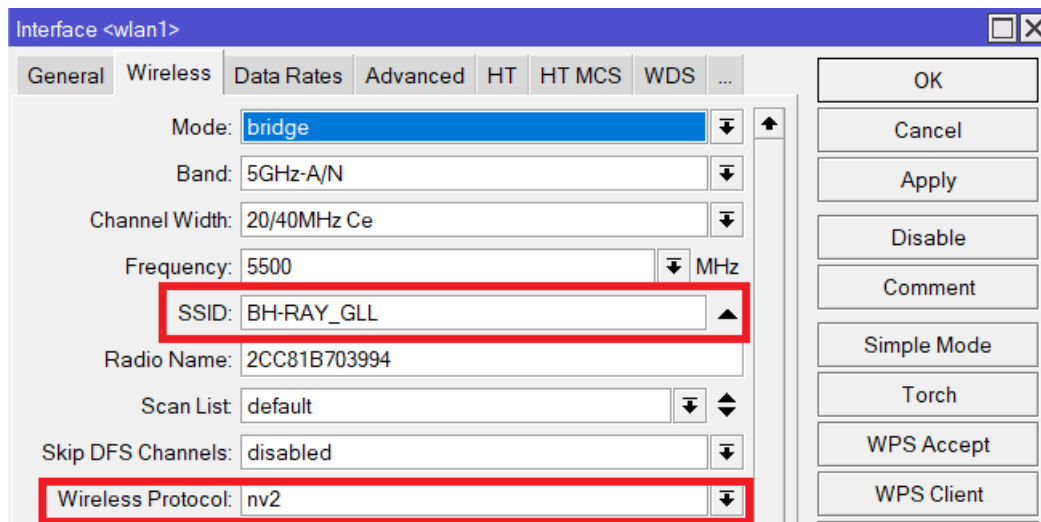 Interface <wlan1>
General Wireless Data Rates Advanced HT HT MCS WDS ...
Mode: bridge
Band: 5GHz-A/N
Channel Width: 20/40MHz Ce
Frequency: 5500 MHz
SSID: BH-RAY_GLL
Radio Name: 2CC81B703994
Scan List: default
Skip DFS Channels: disabled
Wireless Protocol: nv2
OK
Cancel
Apply
Disable
Comment
Simple Mode
Torch
WPS Accept
WPS Client